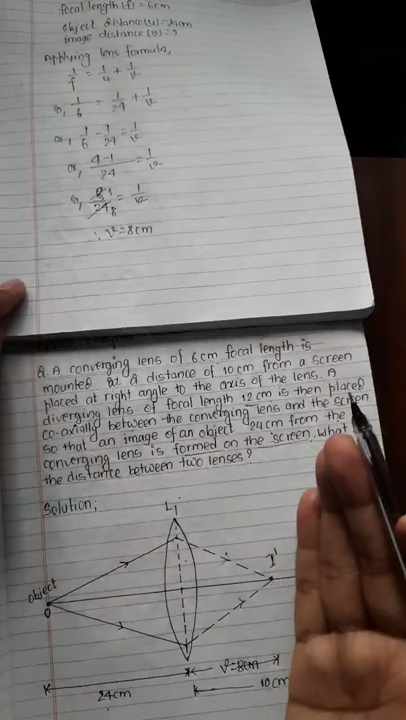 focal length (f) = 6cm
object distance (u) = 24cm
image distance (v) = ?
Applying lens formula,
1/f = 1/u + 1/v
or, 1/6 = 1/24 + 1/v
or, 1/6 - 1/24 = 1/v
or, 4-1/24 = 1/v
or, 3 1/24 8 = 1/v
∴ v = 8cm
Q. A converging lens of 6cm focal length is
mounted at a distance of 10cm from a screen
placed at right angle to the axis of the lens. A
diverging lens of focal length 12cm is then placed
co-axially between the converging lens and the screen
so that an image of an object 24cm from the
converging lens is formed on the screen. What
the distance between two lenses?
Solution;
L1
object
O
I'
v=8cm
24cm
10cm